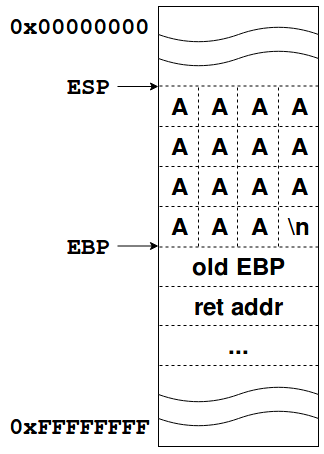 0x00000000
ESP
A A A A
A A A A
A A A A
A A A \n
EBP
old EBP
ret addr
...
0xFFFFFFFF